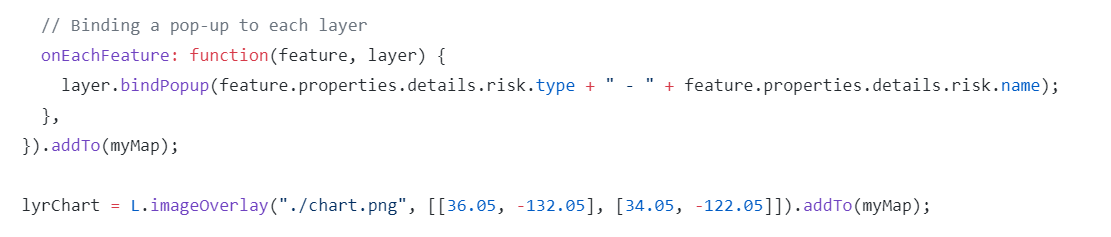 // Binding a pop-up to each layer
onEachFeature: function(feature, layer) {
layer.bindPopup(feature.properties.details.risk.type + " - " + feature.properties.details.risk.name);
},
}).addTo(myMap);
lyrChart = L.imageOverlay("./chart.png", [[36.05, -132.05], [34.05, -122.05]]).addTo(myMap);